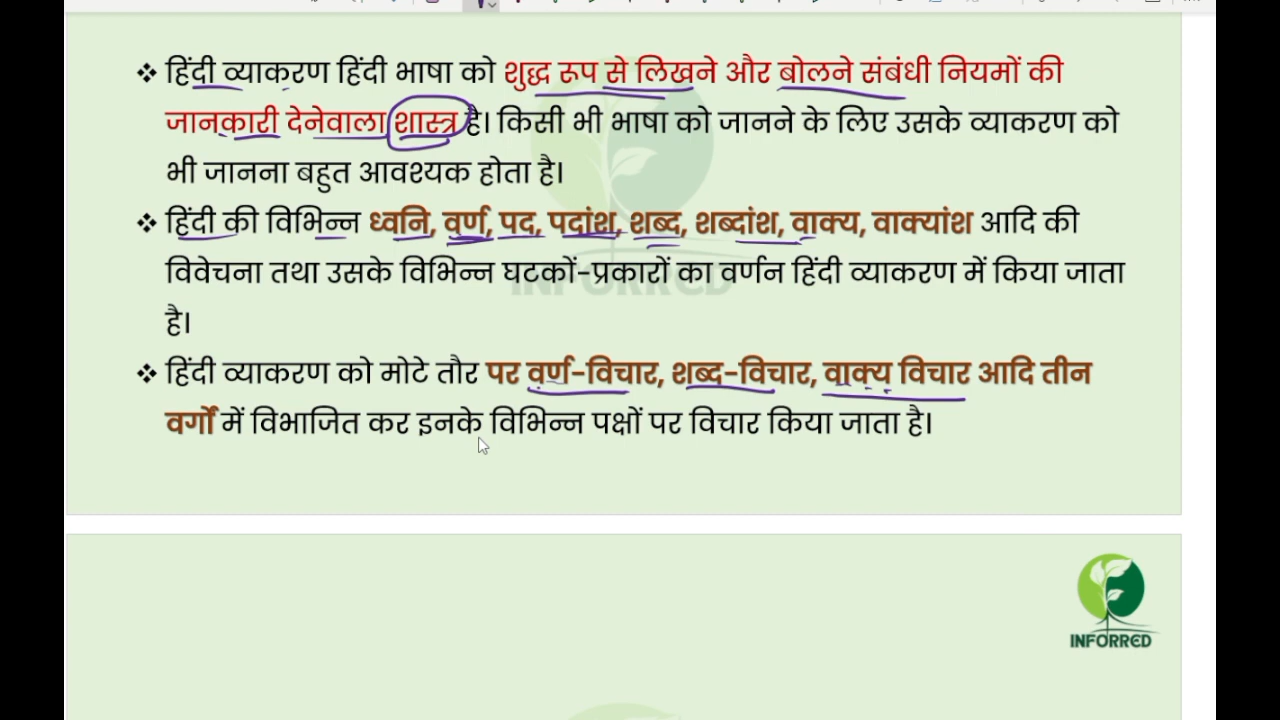 ❖ हिंदी व्याकरण हिंदी भाषा को शुद्ध रूप से लिखने और बोलने संबंधी नियमों की
जानकारी देनेवाला शास्त्र है। किसी भी भाषा को जानने के लिए उसके व्याकरण को
भी जानना बहुत आवश्यक होता है।
❖ हिंदी की विभिन्न ध्वनि, वर्ण, पद, पदांश, शब्द, शब्दांश, वाक्य, वाक्यांश आदि की
विवेचना तथा उसके विभिन्न घटकों-प्रकारों का वर्णन हिंदी व्याकरण में किया जाता
है।
❖ हिंदी व्याकरण को मोटे तौर पर वर्ण-विचार, शब्द-विचार, वाक्य विचार आदि तीन
वर्गों में विभाजित कर इनके विभिन्न पक्षों पर विचार किया जाता है।
INFORRED
INFORRED